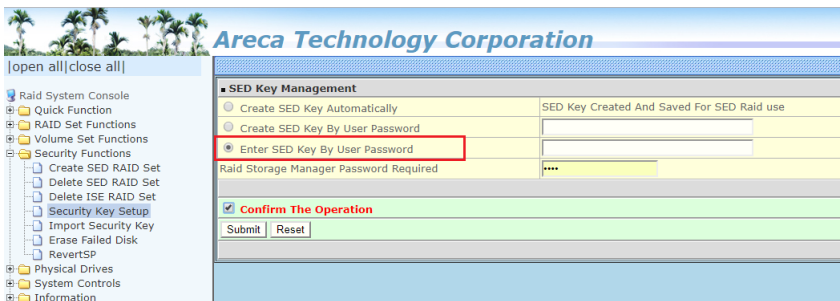 Areca Technology Corporation
|open all|close all|
Raid System Console
Quick Function
RAID Set Functions
Volume Set Functions
Security Functions
Create SED RAID Set
Delete SED RAID Set
Delete ISE RAID Set
Security Key Setup
Import Security Key
Erase Failed Disk
RevertSP
Physical Drives
System Controls
Information
SED Key Management
Create SED Key Automatically SED Key Created And Saved For SED Raid use
Create SED Key By User Password
Enter SED Key By User Password
Raid Storage Manager Password Required ••••
Confirm The Operation
Submit Reset